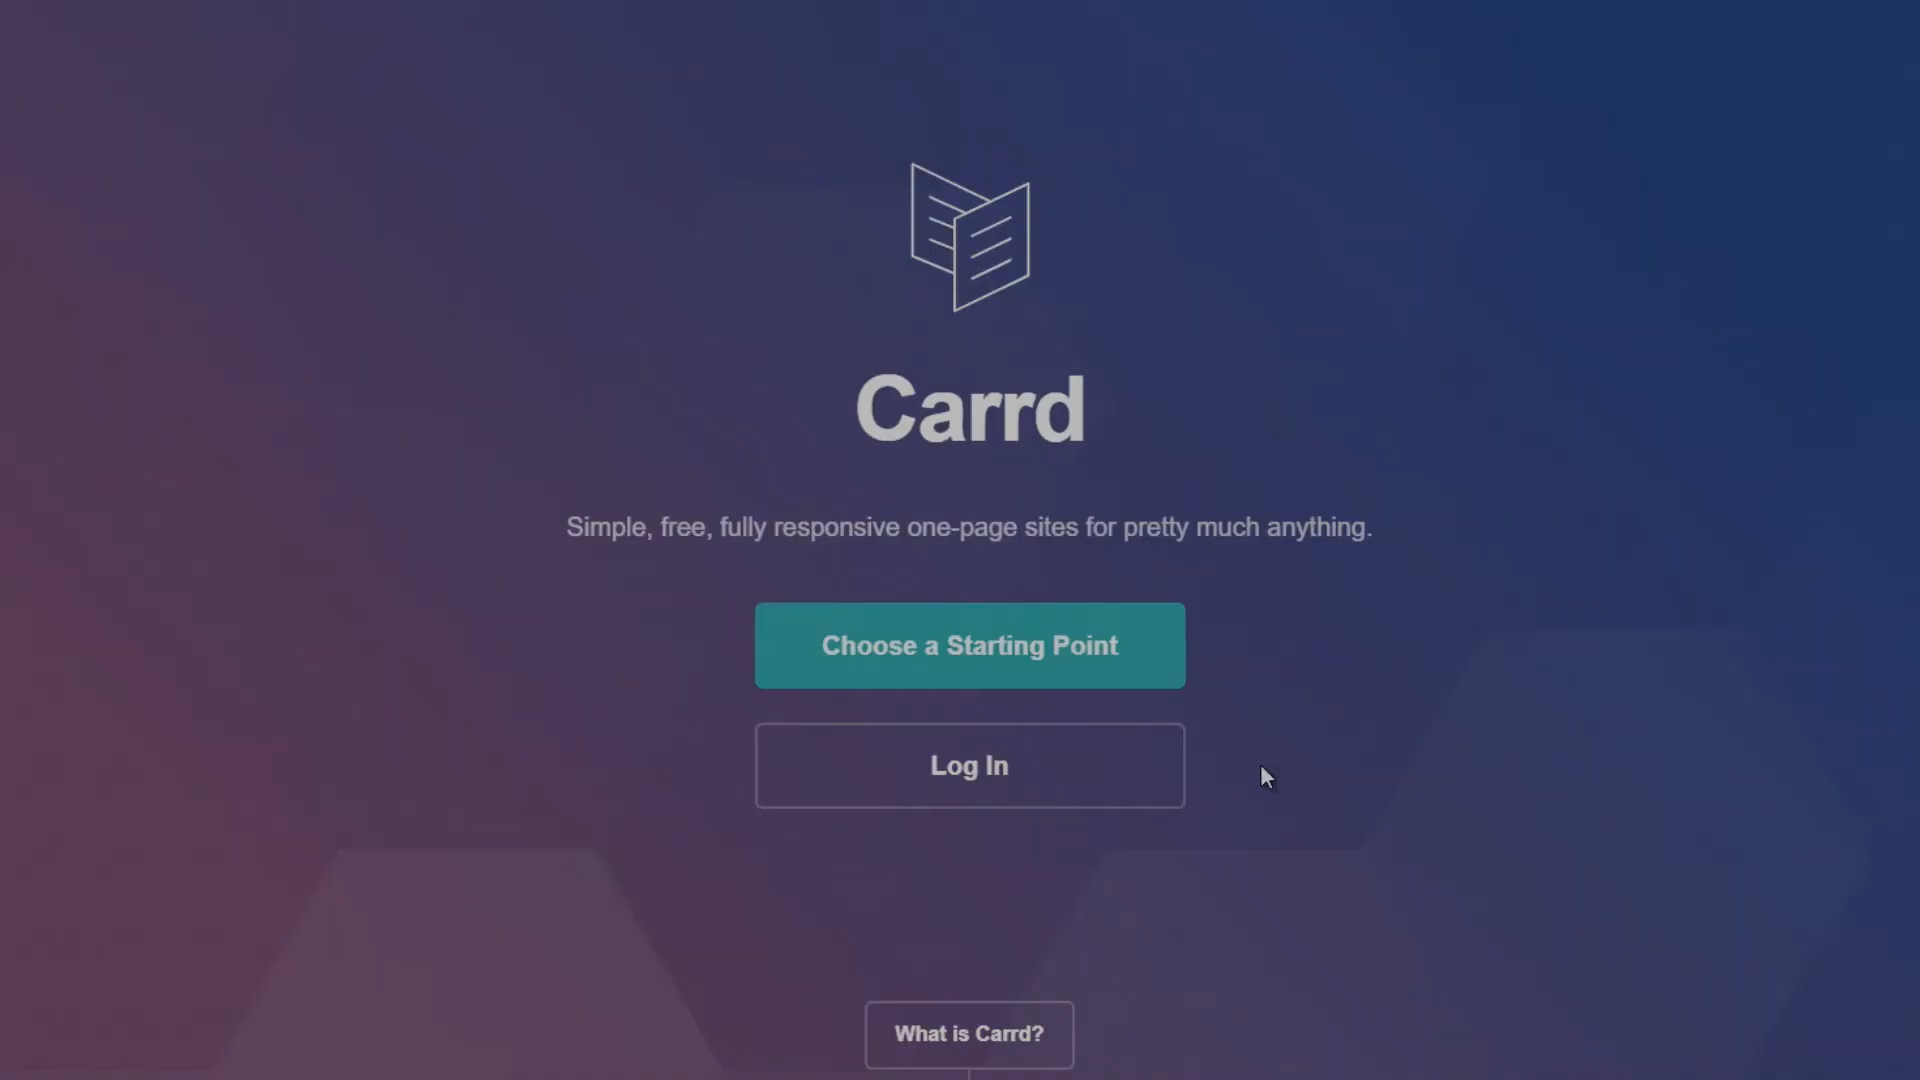 Carrd
Simple, free, fully responsive one-page sites for pretty much anything.
Choose a Starting Point
Log In
What is Carrd?